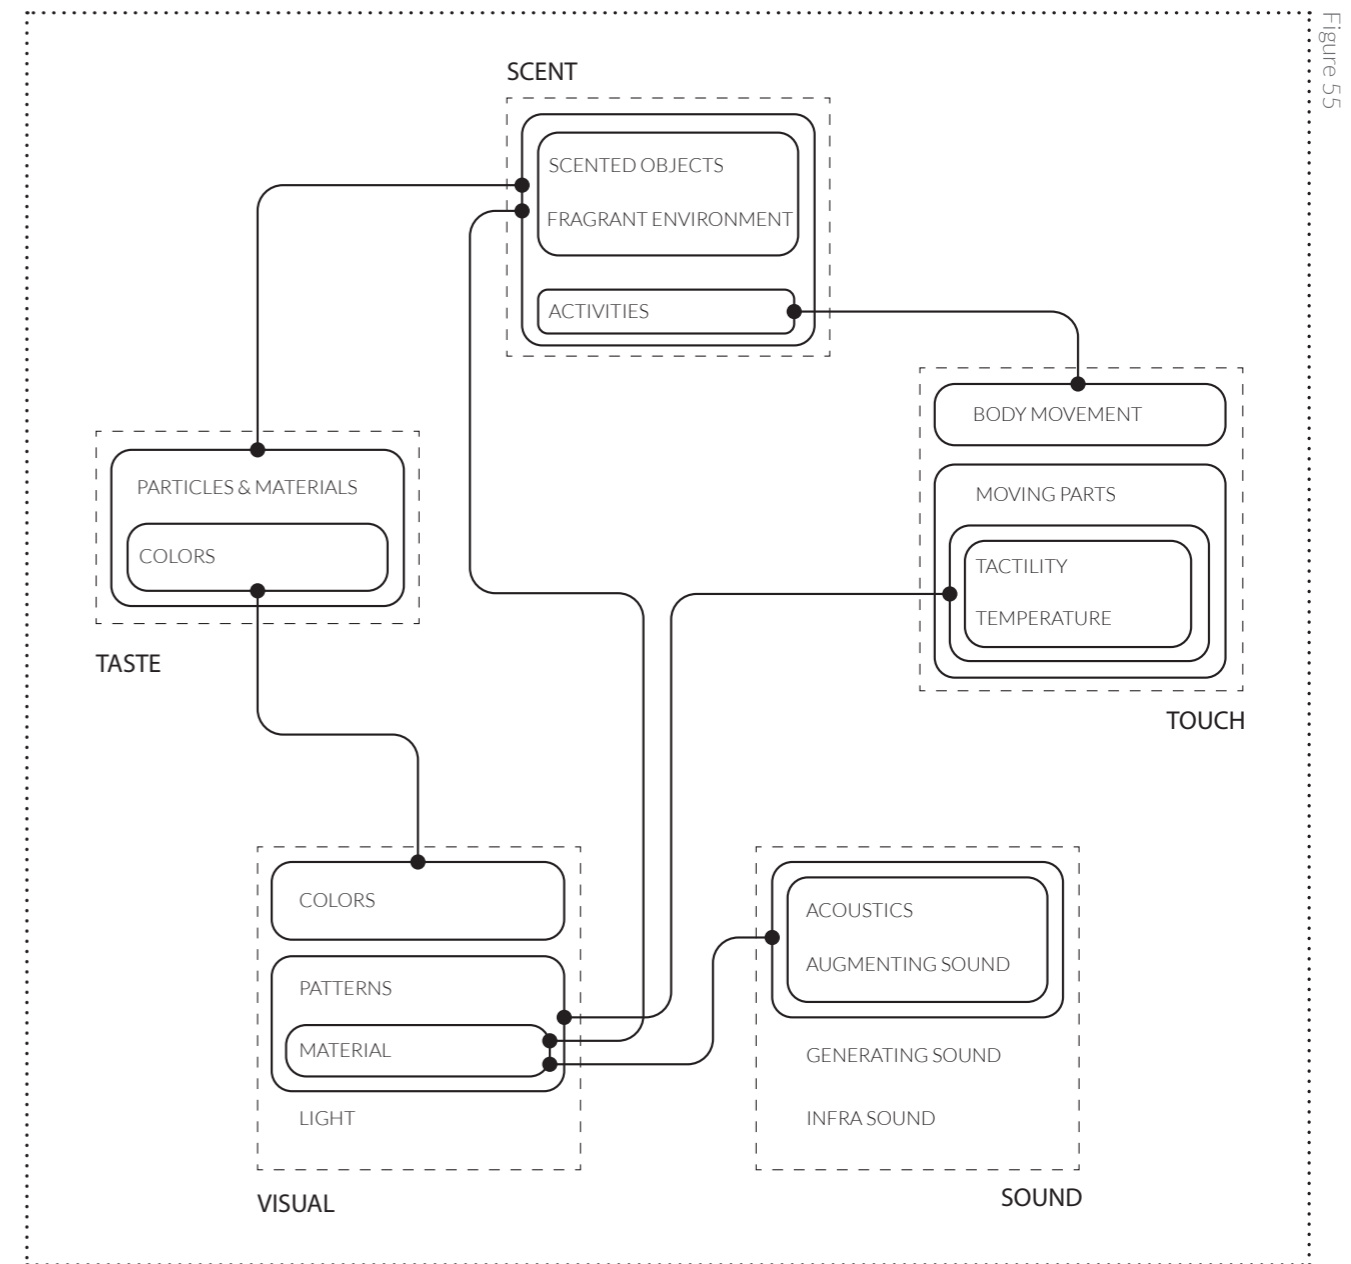 Figure 55
SCENT
SCENTED OBJECTS
FRAGRANT ENVIRONMENT
ACTIVITIES
BODY MOVEMENT
MOVING PARTS
TACTILITY
TEMPERATURE
TOUCH
PARTICLES & MATERIALS
COLORS
TASTE
COLORS
PATTERNS
MATERIAL
LIGHT
VISUAL
ACOUSTICS
AUGMENTING SOUND
GENERATING SOUND
INFRA SOUND
SOUND